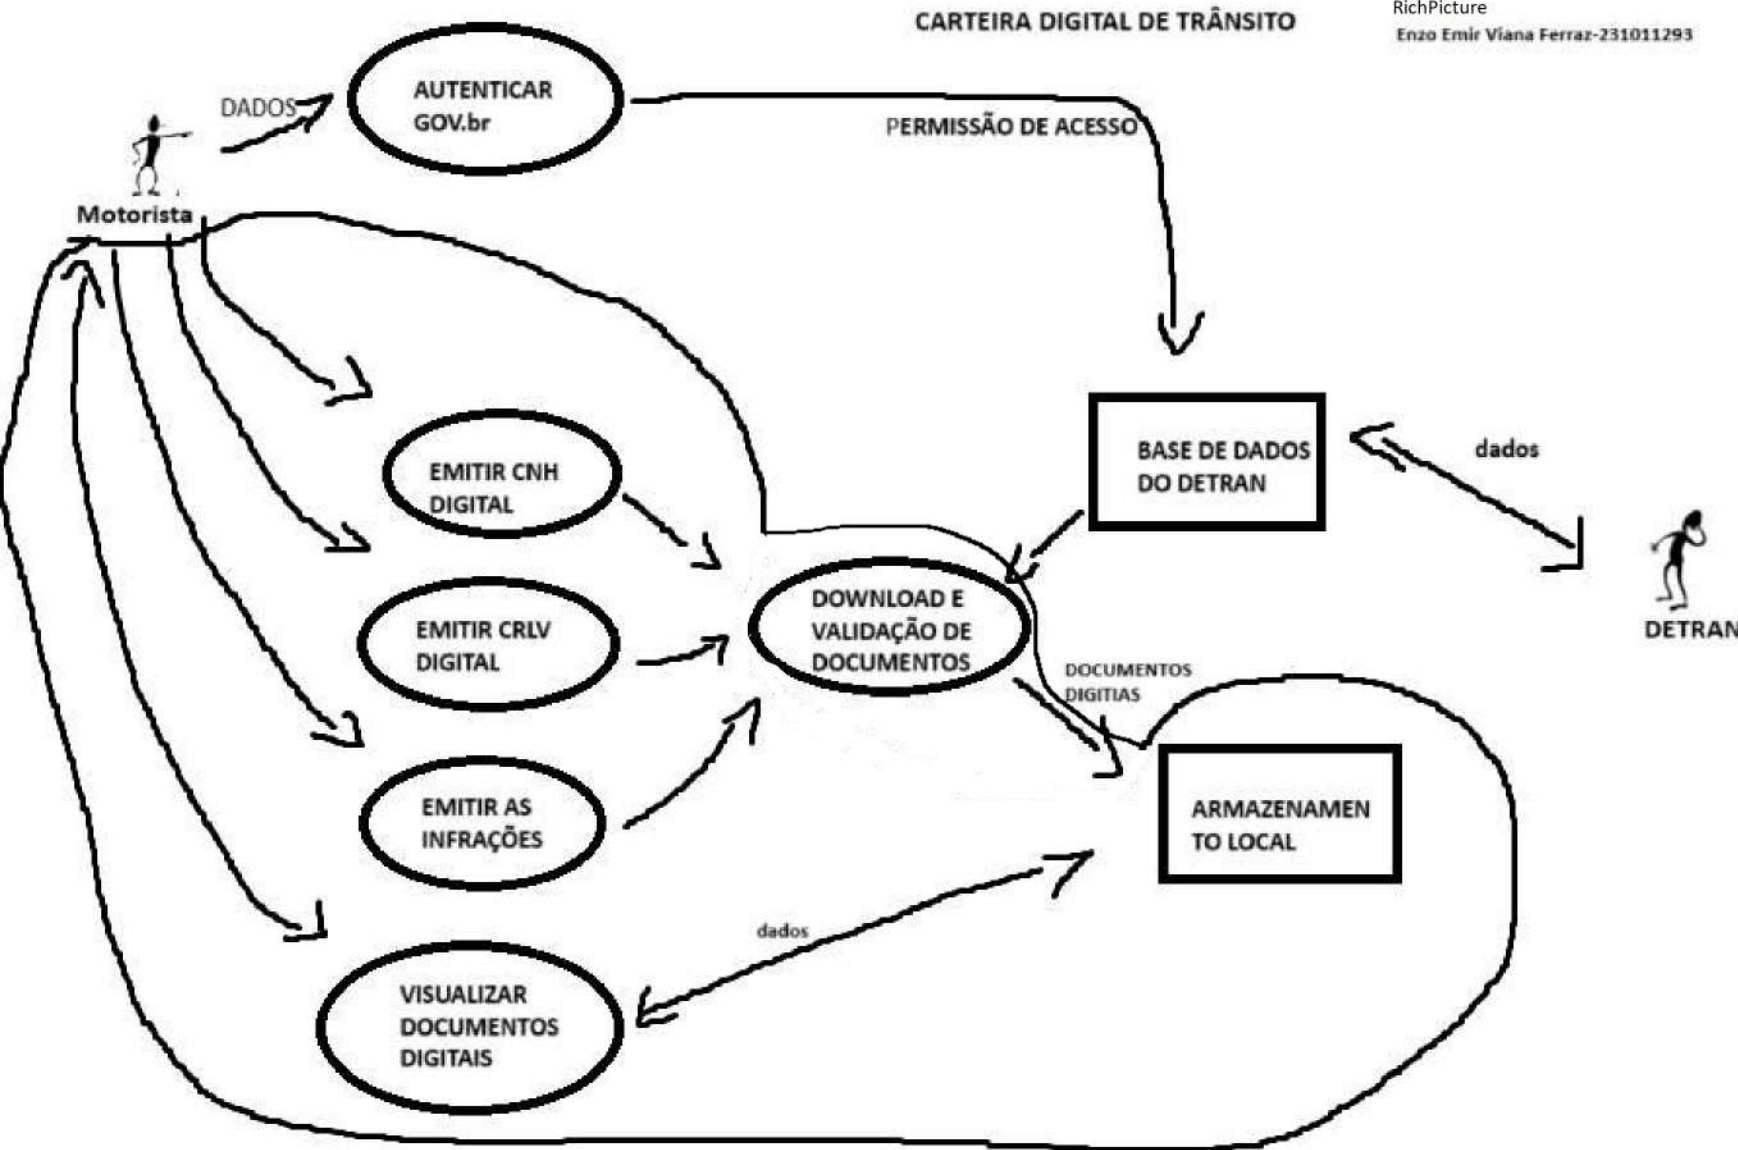 RichPicture
CARTEIRA DIGITAL DE TRÂNSITO
Enzo Emir Viana Ferraz-231011293
AUTENTICAR
GOV.br
DADOS
PERMISSÃO DE ACESSO
Motorista
BASE DE DADOS
DO DETRAN
dados
EMITIR CNH
DIGITAL
DOWNLOAD E
VALIDAÇÃO DE
DOCUMENTOS
EMITIR CRLV
DIGITAL
DETRAN
DOCUMENTOS
DIGITIAS
EMITIR AS
INFRAÇÕES
ARMAZENAMEN
TO LOCAL
dados
VISUALIZAR
DOCUMENTOS
DIGITAIS